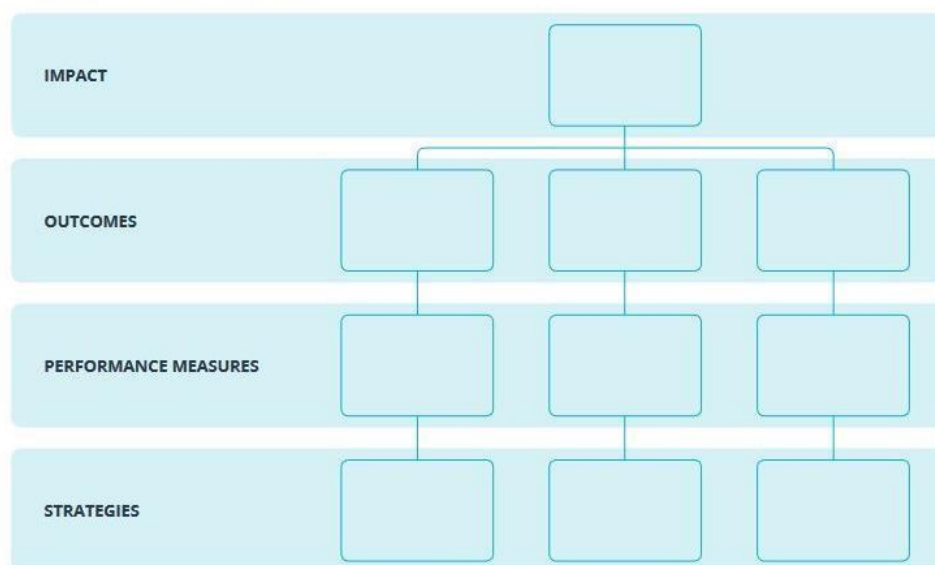 IMPACT
OUTCOMES
PERFORMANCE MEASURES
STRATEGIES